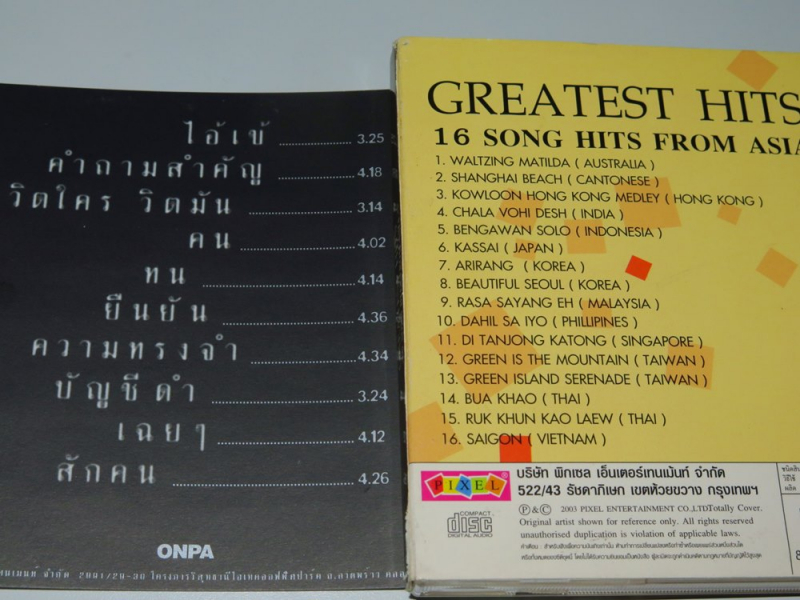 ไอ้เข้ 3.25
คำถามสำคัญ 4.18
วิตใคร วิตมัน 3.14
คน 4.02
ทน 4.14
ยืนยัน 4.36
ความทรงจำ 4.34
บัญชีดำ 3.24
เฉยๆ 4.12
สักคน 4.26
ONPA
GREATEST HITS
16 SONG HITS FROM ASIA
1. WALTZING MATILDA ( AUSTRALIA )
2. SHANGHAI BEACH ( CANTONESE )
3. KOWLOON HONG KONG MEDLEY ( HONG KONG )
4. CHALA VOHI DESH ( INDIA )
5. BENGAWAN SOLO ( INDONESIA )
6. KASSAI ( JAPAN )
7. ARIRANG ( KOREA )
8. BEAUTIFUL SEOUL ( KOREA )
9. RASA SAYANG EH ( MALAYSIA )
10. DAHIL SA IYO ( PHILLIPINES )
11. DI TANJONG KATONG ( SINGAPORE )
12. GREEN IS THE MOUNTAIN ( TAIWAN )
13. GREEN ISLAND SERENADE ( TAIWAN )
14. BUA KHAO ( THAI )
15. RUK KHUN KAO LAEW ( THAI )
16. SAIGON ( VIETNAM )
PIXEL
บริษัท พิกเซล เอ็นเตอร์เทนเม้นท์ จำกัด
522/43 รัชดาภิเษก เขตห้วยขวาง กรุงเทพฯ
COMPACT
disc
DIGITAL AUDIO
℗ & © 2003 PIXEL ENTERTAINMENT CO.,LTD Totally Cover.
Original artist shown for reference only. All rights reserved
unauthorised duplication is violation of applicable laws.